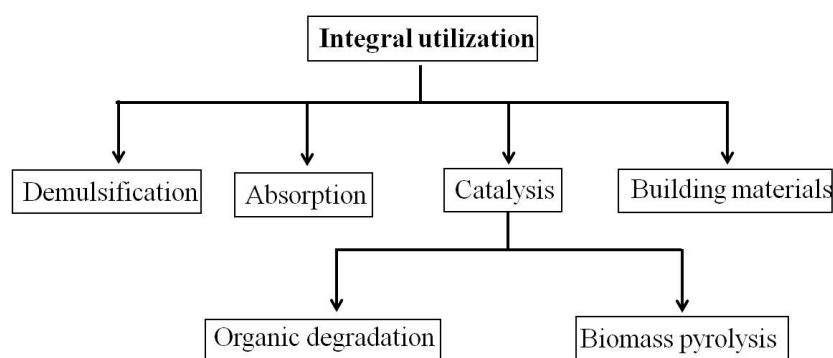 Integral utilization
Demulsification
Absorption
Catalysis
Building materials
Organic degradation
Biomass pyrolysis